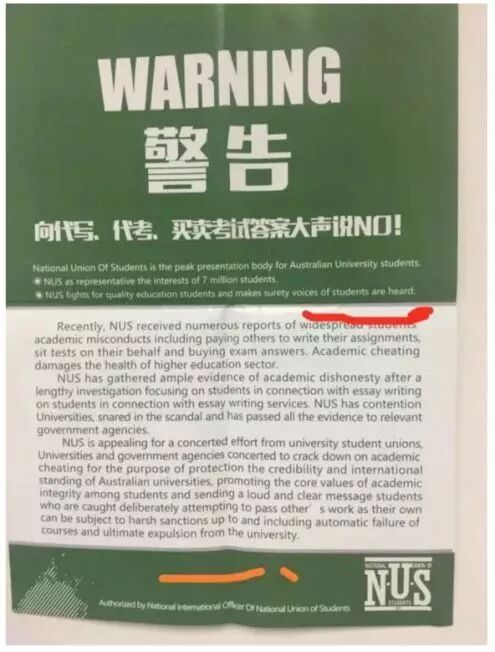 WARNING
警告
向代写、代考、买卖考试答案大声说NO!
National Union Of Students is the peak presentation body for Australian University students.
NUS as representative the interests of 7 million students.
NUS fights for quality education students and makes surety voices of students are heard.
Recently, NUS received numerous reports of widespread students
academic misconducts including paying others to write their assignments,
sit tests on their behalf and buying exam answers. Academic cheating
damages the health of higher education sector.
NUS has gathered ample evidence of academic dishonesty after a
lengthy investigation focusing on students in connection with essay writing
on students in connection with essay writing services. NUS has contention
Universities, snared in the scandal and has passed all the evidence to relevant
government agencies.
NUS is appealing for a concerted effort from university student unions,
Universities and government agencies concerted to crack down on academic
cheating for the purpose of protection the credibility and international
standing of Australian universities, promoting the core values of academic
integrity among students and sending a loud and clear message students
who are caught deliberately attempting to pass other's work as their own
can be subject to harsh sanctions up to and including automatic failure of
courses and ultimate expulsion from the university.
NATIONAL UNION OF
NUS
STUDENTS
Authorized by National International Officer Of National Union of Students